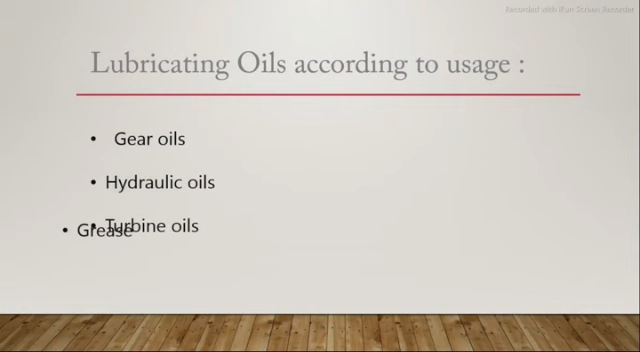 Recorded with iFun Screen Recorder
Lubricating Oils according to usage :
• Gear oils
• Hydraulic oils
• Turbine oils
• Grease